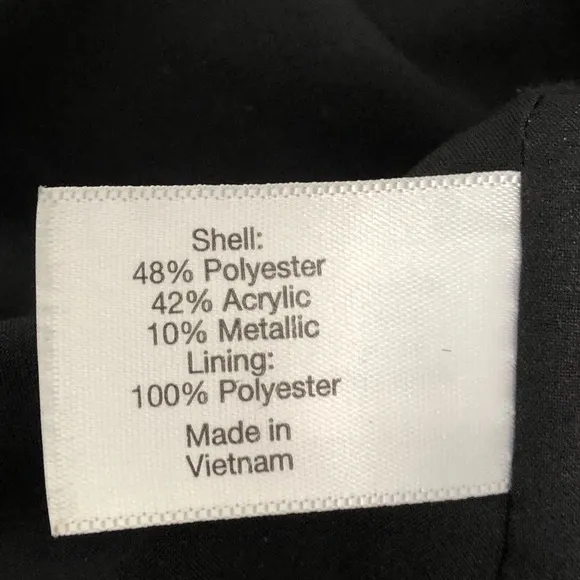 Shell:
48% Polyester
42% Acrylic
10% Metallic
Lining:
100% Polyester
Made in
Vietnam